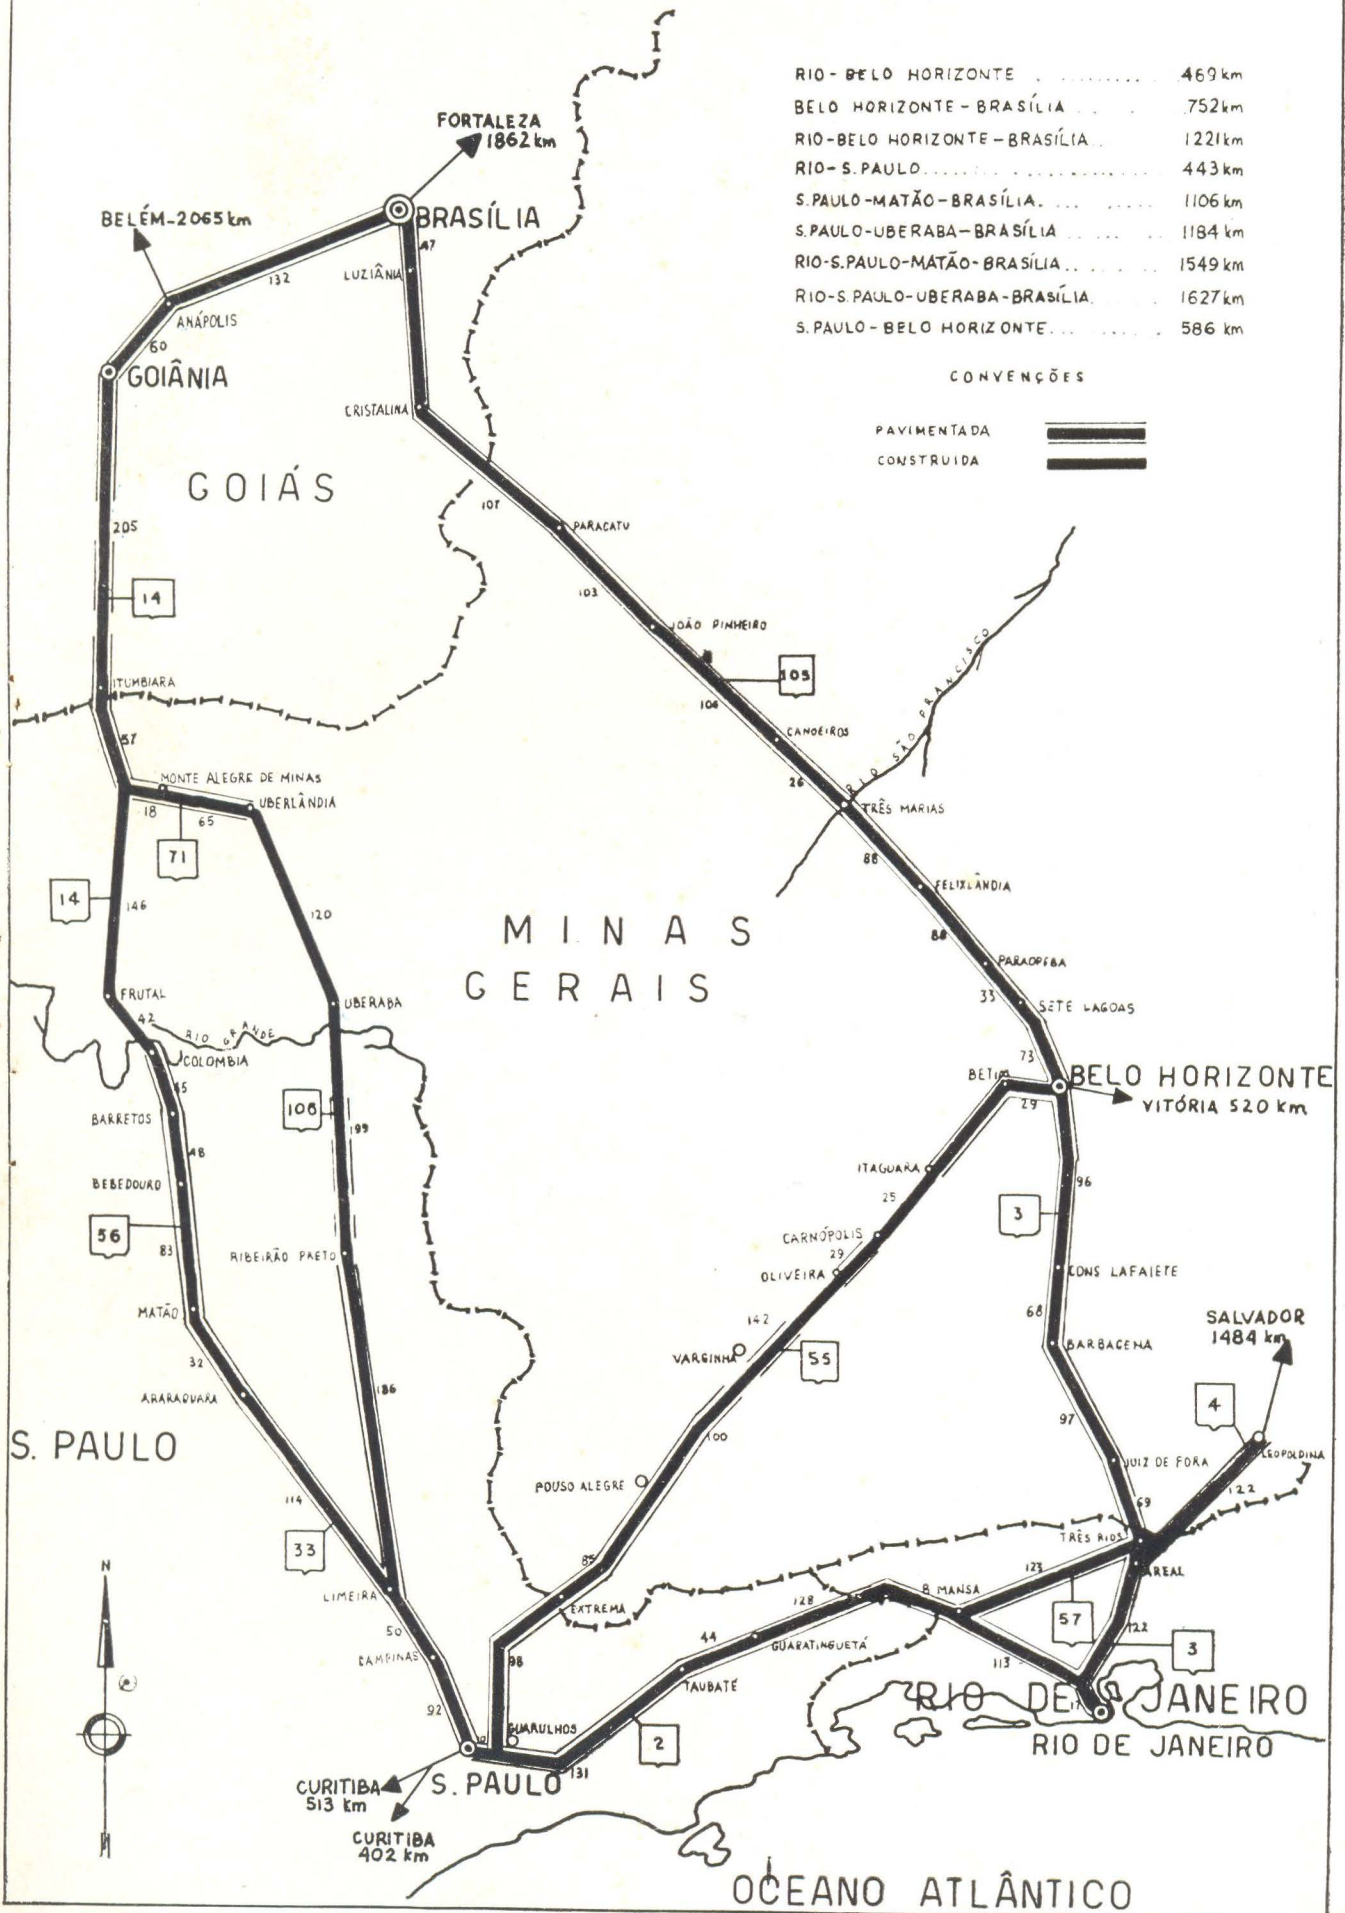 RIO - BELO HORIZONTE . .......... 469 km
BELO HORIZONTE - BRASÍLIA . . . 752 km
RIO-BELO HORIZONTE-BRASÍLIA . . 1221 km
RIO - S. PAULO .................. 443 km
S. PAULO-MATÃO-BRASÍLIA. ... ..... 1106 km
S. PAULO-UBERABA-BRASÍLIA .... ... 1184 km
RIO-S.PAULO-MATÃO-BRASÍLIA .. .... 1549 km
RIO-S.PAULO-UBERABA-BRASÍLIA. . . 1627 km
S. PAULO - BELO HORIZONTE ... ..... 586 km
CONVENÇÕES
PAVIMENTADA
CONSTRUIDA
FORTALEZA
1862 km
BELÉM-2065 km
BRASÍLIA
47
LUZIÂNIA
132
ANÁPOLIS
60
GOIÂNIA
CRISTALINA
GOIÁS
107
PARACATU
205
103
14
JOÃO PINHEIRO
105
ITUMBIARA
106
RIO SÃO FRANCISCO
57
CANOEIROS
26
MONTE ALEGRE DE MINAS
UBERLÂNDIA
18
65
TRÊS MARIAS
71
88
14
146
120
FELIXLÂNDIA
MINAS
GERAIS
88
PARAOPEBA
33
SETE LAGOAS
FRUTAL
UBERABA
42
RIO GRANDE
COLOMBIA
73
BETIM
BELO HORIZONTE
29
VITÓRIA 520 km
45
BARRETOS
108
199
48
ITAGUARA
96
BEBEDOURO
25
3
56
83
CARNÓPOLIS
29
OLIVEIRA
RIBEIRÃO PRETO
CONS LAFAIETE
MATÃO
68
SALVADOR
1484 km
142
BARBACENA
32
VARGINHA
55
ARARAQUARA
186
4
97
100
S. PAULO
JUIZ DE FORA
LEOPOLDINA
POUSO ALEGRE
122
114
69
33
TRÊS RIOS
85
123
AREAL
N
LIMEIRA
EXTREMA
128
B MANSA
57
50
44
GUARATINGUETÁ
122
3
CAMPINAS
98
113
TAUBATÉ
92
17
RIO DE JANEIRO
GUARULHOS
2
RIO DE JANEIRO
131
S. PAULO
CURITIBA
513 km
CURITIBA
402 km
OCEANO ATLÂNTICO